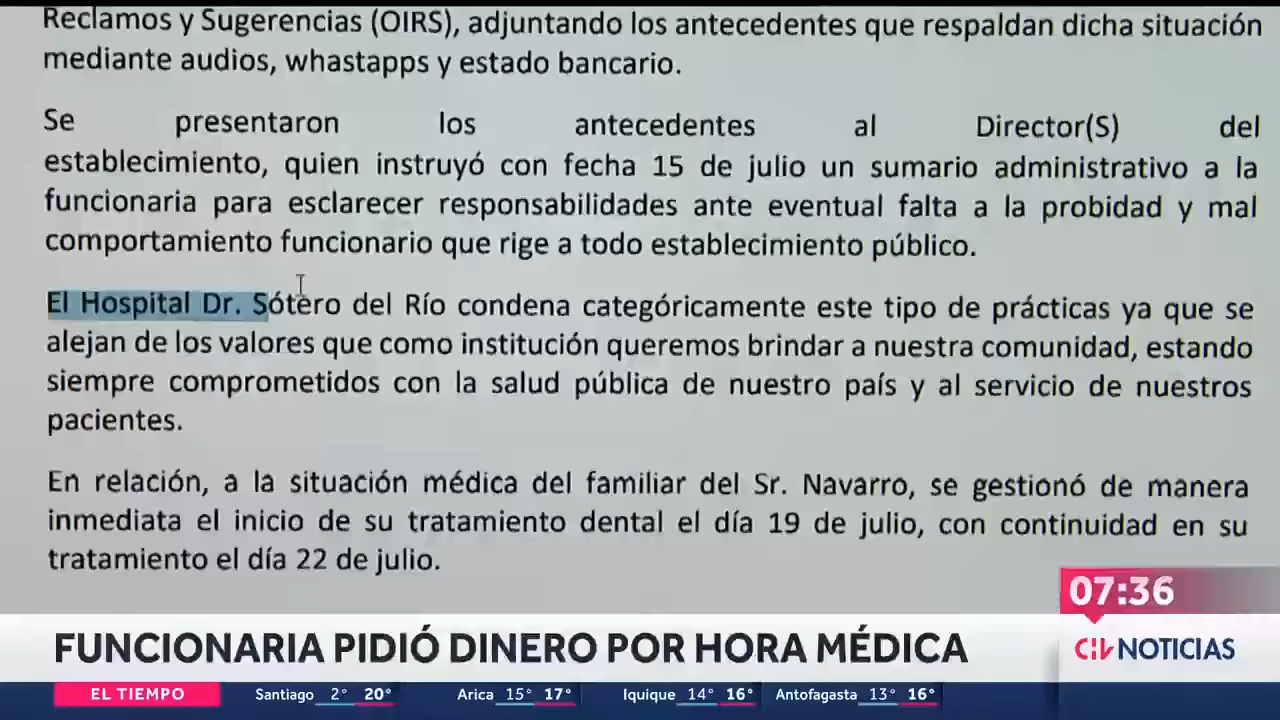 Reclamos y Sugerencias (OIRS), adjuntando los antecedentes que respaldan dicha situación
mediante audios, whastapps y estado bancario.
Se presentaron los antecedentes al Director(S) del
establecimiento, quien instruyó con fecha 15 de julio un sumario administrativo a la
funcionaria para esclarecer responsabilidades ante eventual falta a la probidad y mal
comportamiento funcionario que rige a todo establecimiento público.
El Hospital Dr. Sótero del Río condena categóricamente este tipo de prácticas ya que se
alejan de los valores que como institución queremos brindar a nuestra comunidad, estando
siempre comprometidos con la salud pública de nuestro país y al servicio de nuestros
pacientes.
En relación, a la situación médica del familiar del Sr. Navarro, se gestionó de manera
inmediata el inicio de su tratamiento dental el día 19 de julio, con continuidad en su
tratamiento el día 22 de julio.
07:36
FUNCIONARIA PIDIÓ DINERO POR HORA MÉDICA
CHV NOTICIAS
EL TIEMPO Santiago 2° 20° Arica 15° 17° Iquique 14° 16° Antofagasta 13° 16°